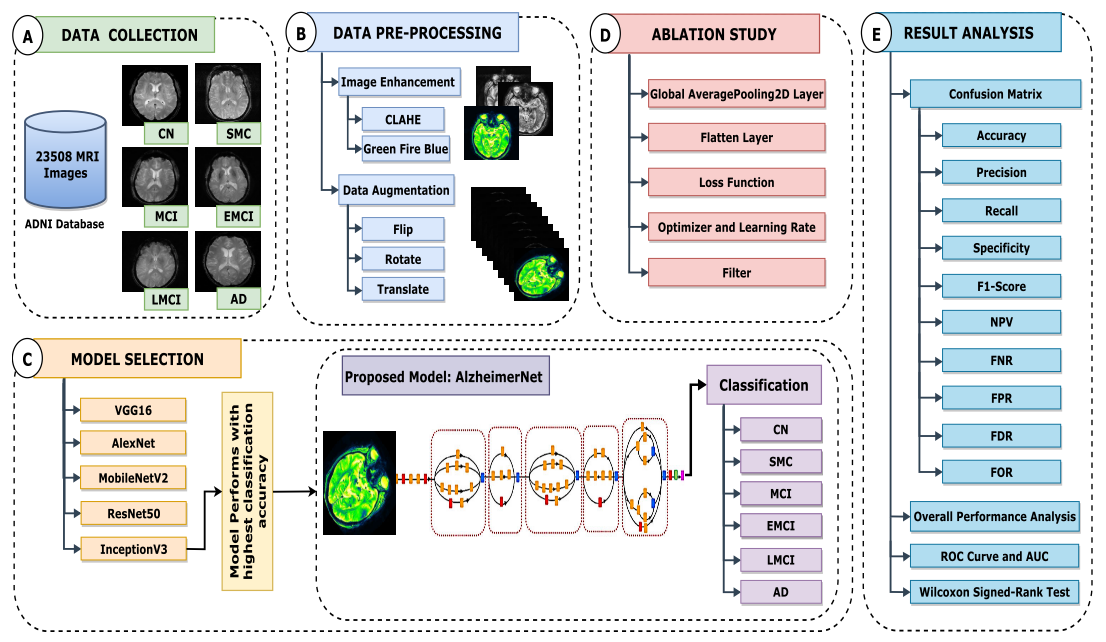 A
DATA COLLECTION
23508 MRI
Images
ADNI Database
CN
SMC
MCI
EMCI
LMCI
AD
B
DATA PRE-PROCESSING
Image Enhancement
CLAHE
Green Fire Blue
Data Augmentation
Flip
Rotate
Translate
D
ABLATION STUDY
Global AveragePooling2D Layer
Flatten Layer
Loss Function
Optimizer and Learning Rate
Filter
E
RESULT ANALYSIS
Confusion Matrix
Accuracy
Precision
Recall
Specificity
F1-Score
NPV
FNR
FPR
FDR
FOR
Overall Performance Analysis
ROC Curve and AUC
Wilcoxon Signed-Rank Test
C
MODEL SELECTION
VGG16
AlexNet
MobileNetV2
ResNet50
InceptionV3
Model Performs with
highest classification
accuracy
Proposed Model: AlzheimerNet
Classification
CN
SMC
MCI
EMCI
LMCI
AD